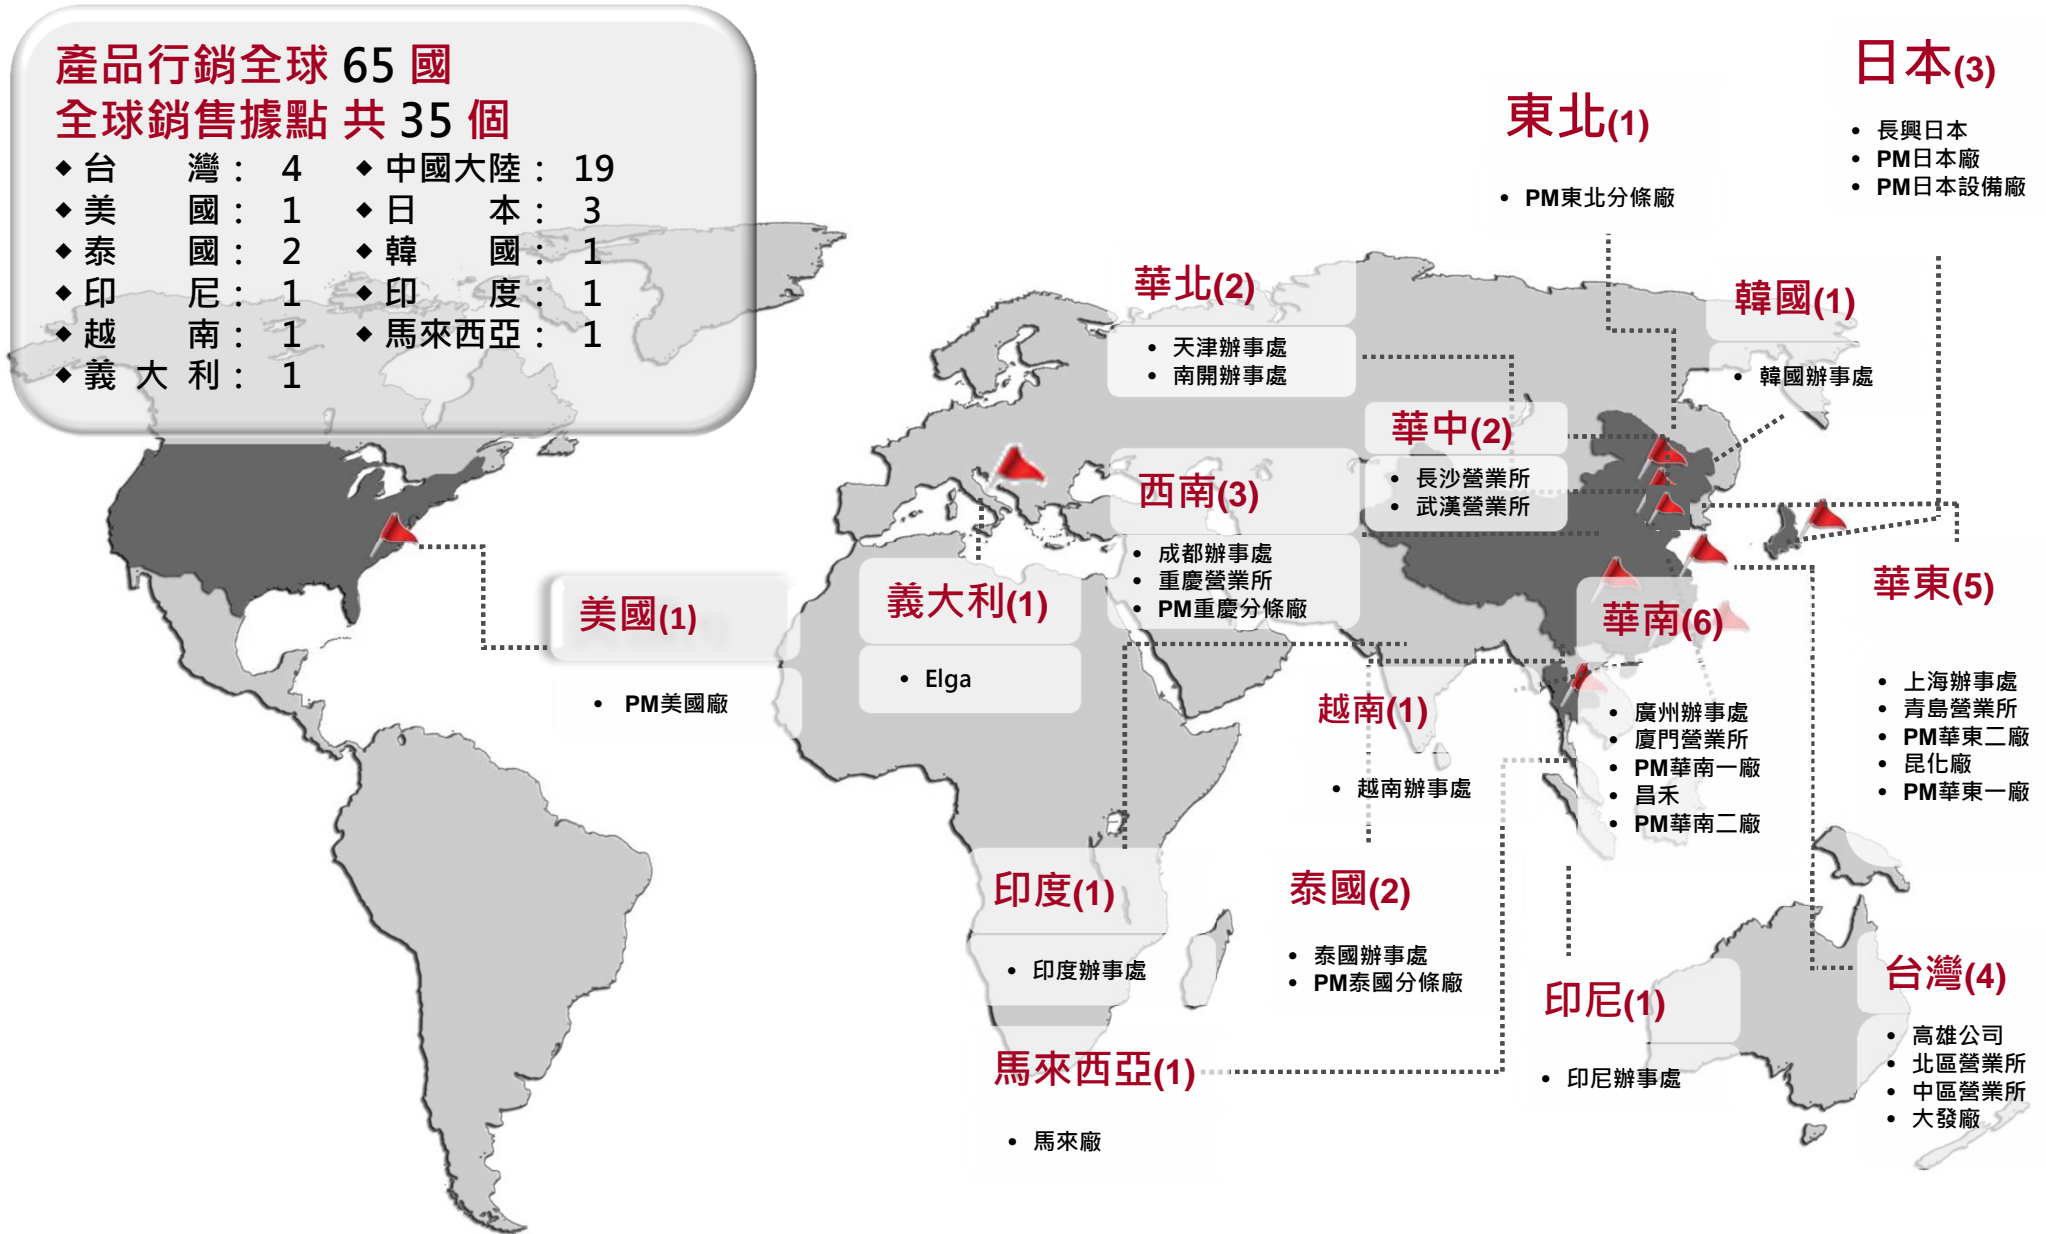 產品行銷全球 65 國
全球銷售據點 共 35 個
◆ 台灣： 4 ◆ 中國大陸： 19
◆ 美國： 1 ◆ 日本： 3
◆ 泰國： 2 ◆ 韓國： 1
◆ 印尼： 1 ◆ 印度： 1
◆ 越南： 1 ◆ 馬來西亞： 1
◆ 義大利： 1
日本(3)
• 長興日本
• PM日本廠
• PM日本設備廠
東北(1)
• PM東北分條廠
華北(2)
• 天津辦事處
• 南開辦事處
韓國(1)
• 韓國辦事處
華中(2)
• 長沙營業所
• 武漢營業所
西南(3)
• 成都辦事處
• 重慶營業所
• PM重慶分條廠
義大利(1)
• Elga
美國(1)
• PM美國廠
華東(5)
• 上海辦事處
• 青島營業所
• PM華東二廠
• 昆化廠
• PM華東一廠
華南(6)
• 廣州辦事處
• 廈門營業所
• PM華南一廠
• 昌禾
• PM華南二廠
越南(1)
• 越南辦事處
印度(1)
• 印度辦事處
泰國(2)
• 泰國辦事處
• PM泰國分條廠
印尼(1)
• 印尼辦事處
台灣(4)
• 高雄公司
• 北區營業所
• 中區營業所
• 大發廠
馬來西亞(1)
• 馬來廠